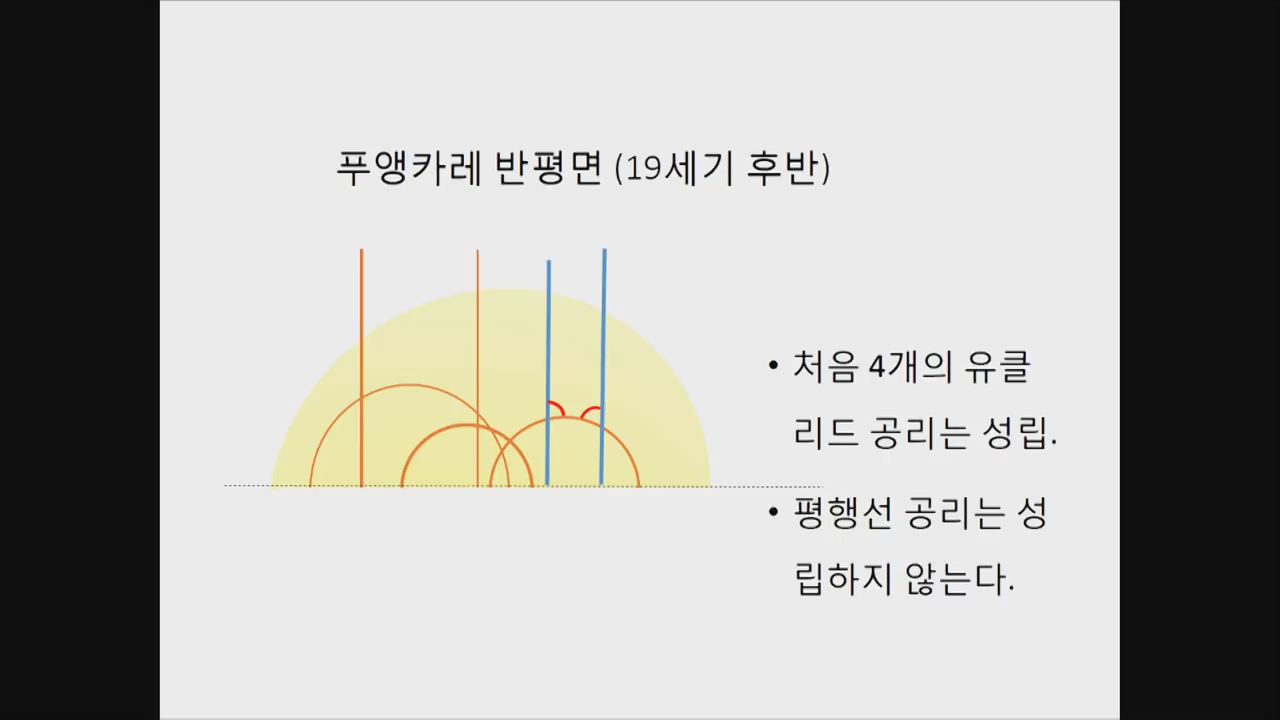 푸앵카레 반평면 (19세기 후반)
• 처음 4개의 유클
리드 공리는 성립.
• 평행선 공리는 성
립하지 않는다.